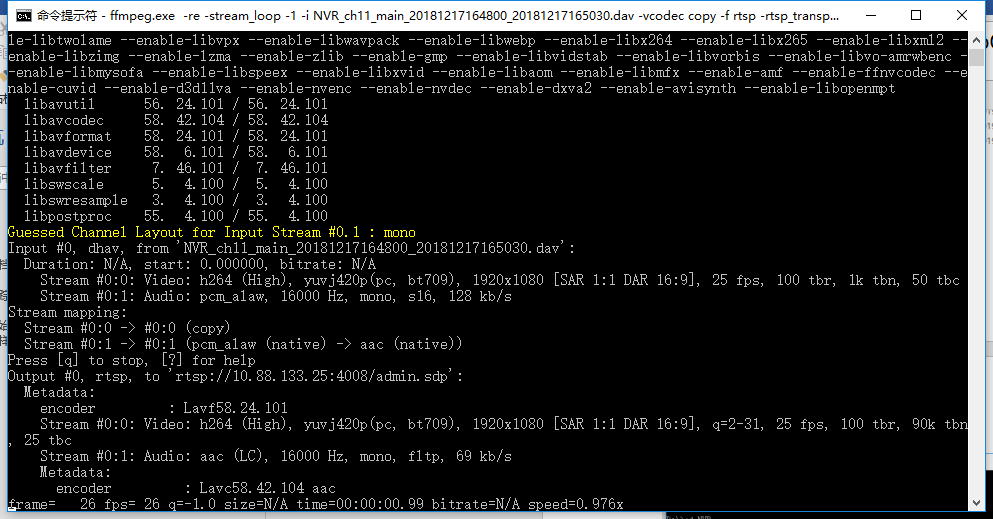 命令提示符 - ffmpeg.exe -re -stream_loop -1 -i NVR_ch11_main_20181217164800_20181217165030.dav -vcodec copy -f rtsp -rtsp_transp...
le-libtwolame --enable-libvpx --enable-libwavpack --enable-libwebp --enable-libx264 --enable-libx265 --enable-libxml2 --
enable-libzimg --enable-lzma --enable-zlib --enable-gmp --enable-libvidstab --enable-libvorbis --enable-libvo-amrwbenc -
-enable-libmysofa --enable-libspeex --enable-libxvid --enable-libaom --enable-libmfx --enable-amf --enable-ffnvcodec --e
enable-cuvid --enable-d3d11va --enable-nvenc --enable-nvdec --enable-dxva2 --enable-avisynth --enable-libopenmpt
libavutil 56. 24.101 / 56. 24.101
libavcodec 58. 42.104 / 58. 42.104
libavformat 58. 24.101 / 58. 24.101
libavdevice 58. 6.101 / 58. 6.101
libavfilter 7. 46.101 / 7. 46.101
libswscale 5. 4.100 / 5. 4.100
libswresample 3. 4.100 / 3. 4.100
libpostproc 55. 4.100 / 55. 4.100
Guessed Channel Layout for Input Stream #0.1 : mono
Input #0, dhav, from 'NVR_ch11_main_20181217164800_20181217165030.dav':
Duration: N/A, start: 0.000000, bitrate: N/A
Stream #0:0: Video: h264 (High), yuvj420p(pc, bt709), 1920x1080 [SAR 1:1 DAR 16:9], 25 fps, 100 tbr, 1k tbn, 50 tbc
Stream #0:1: Audio: pcm_alaw, 16000 Hz, mono, s16, 128 kb/s
Stream mapping:
Stream #0:0 -> #0:0 (copy)
Stream #0:1 -> #0:1 (pcm_alaw (native) -> aac (native))
Press [q] to stop, [?] for help
Output #0, rtsp, to 'rtsp://10.88.133.25:4008/admin.sdp':
Metadata:
encoder : Lavf58.24.101
Stream #0:0: Video: h264 (High), yuvj420p(pc, bt709), 1920x1080 [SAR 1:1 DAR 16:9], q=2-31, 25 fps, 100 tbr, 90k tbn
, 25 tbc
Stream #0:1: Audio: aac (LC), 16000 Hz, mono, fltp, 69 kb/s
Metadata:
encoder : Lavc58.42.104 aac
frame= 26 fps= 26 q=-1.0 size=N/A time=00:00:00.99 bitrate=N/A speed=0.976x